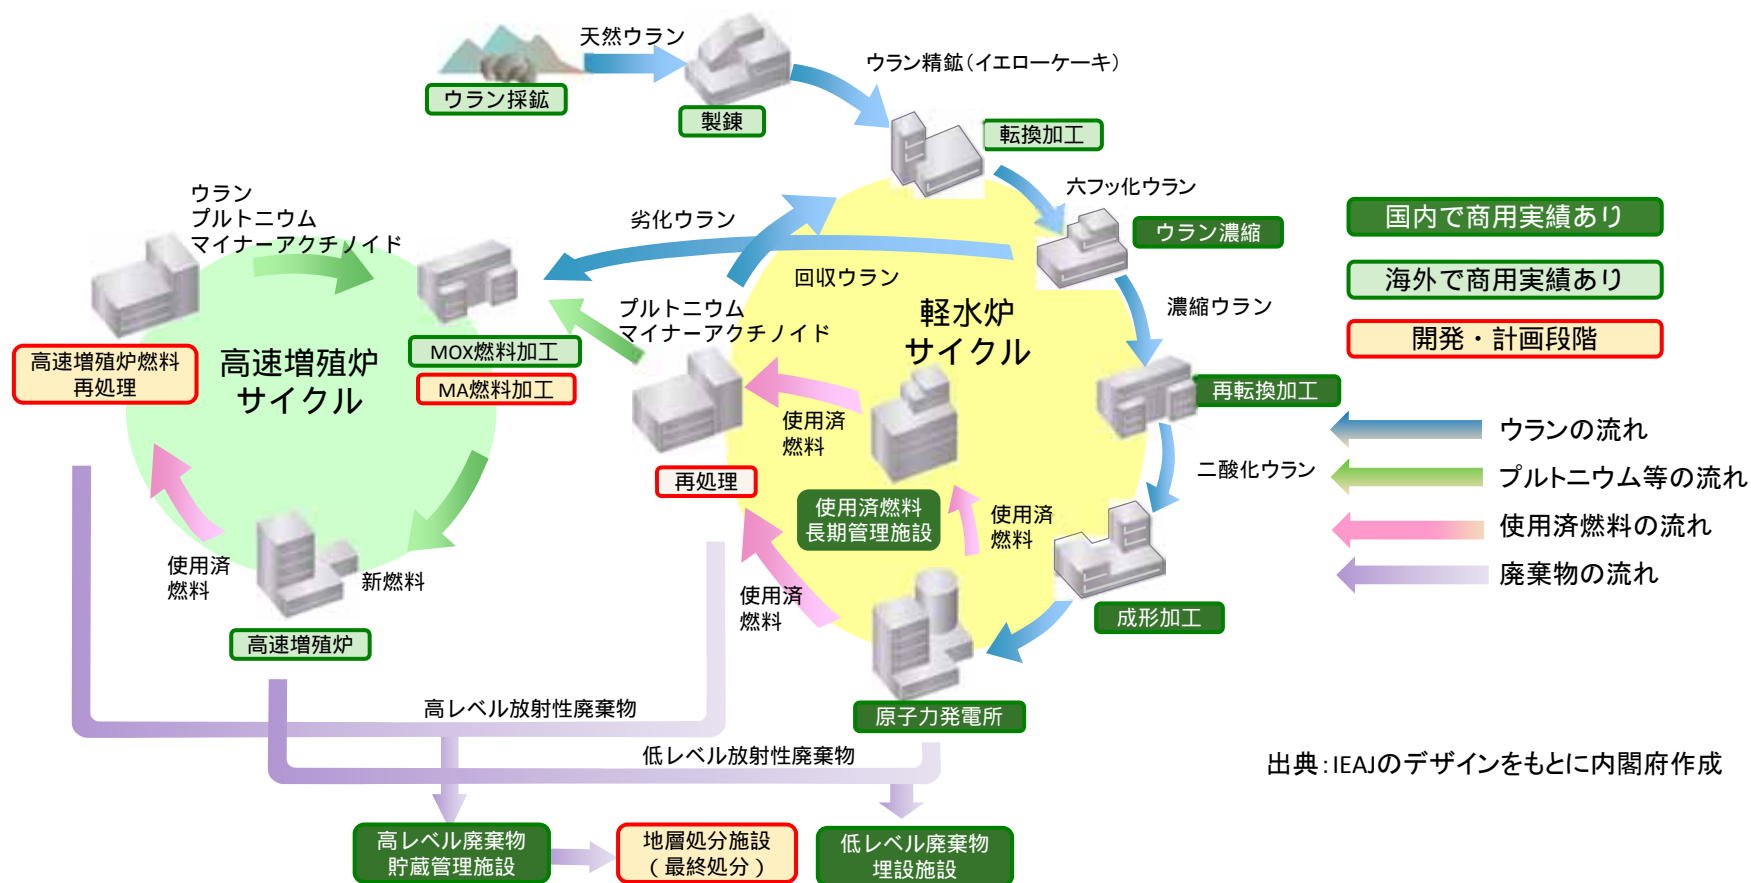 天然ウラン
ウラン採鉱
製錬
ウラン精鉱（イエローケーキ）
転換加工
六フッ化ウラン
ウラン濃縮
濃縮ウラン
再転換加工
二酸化ウラン
成形加工
原子力発電所
軽水炉
サイクル
劣化ウラン
回収ウラン
プルトニウム
マイナーアクチノイド
使用済
燃料
再処理
使用済燃料
長期管理施設
使用済
燃料
使用済
燃料
ウラン
プルトニウム
マイナーアクチノイド
MOX燃料加工
MA燃料加工
高速増殖炉燃料
再処理
高速増殖炉
サイクル
使用済
燃料
新燃料
高速増殖炉
高レベル放射性廃棄物
低レベル放射性廃棄物
高レベル廃棄物
貯蔵管理施設
地層処分施設
（最終処分）
低レベル廃棄物
埋設施設
国内で商用実績あり
海外で商用実績あり
開発・計画段階
ウランの流れ
プルトニウム等の流れ
使用済燃料の流れ
廃棄物の流れ
出典：IEAJのデザインをもとに内閣府作成